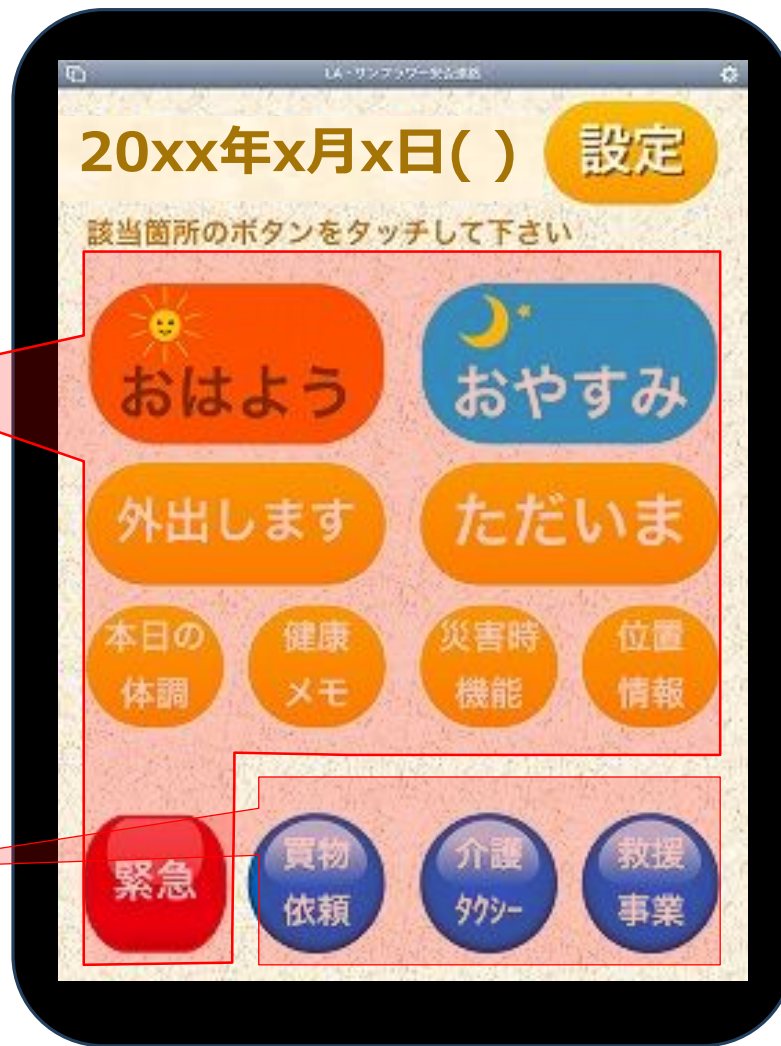 20xx年x月x日( )
設定
該当箇所のボタンをタッチして下さい
おはよう
おやすみ
外出します
ただいま
本日の
体調
健康
メモ
災害時
機能
位置
情報
緊急
買物
依頼
介護
タクシー
救援
事業